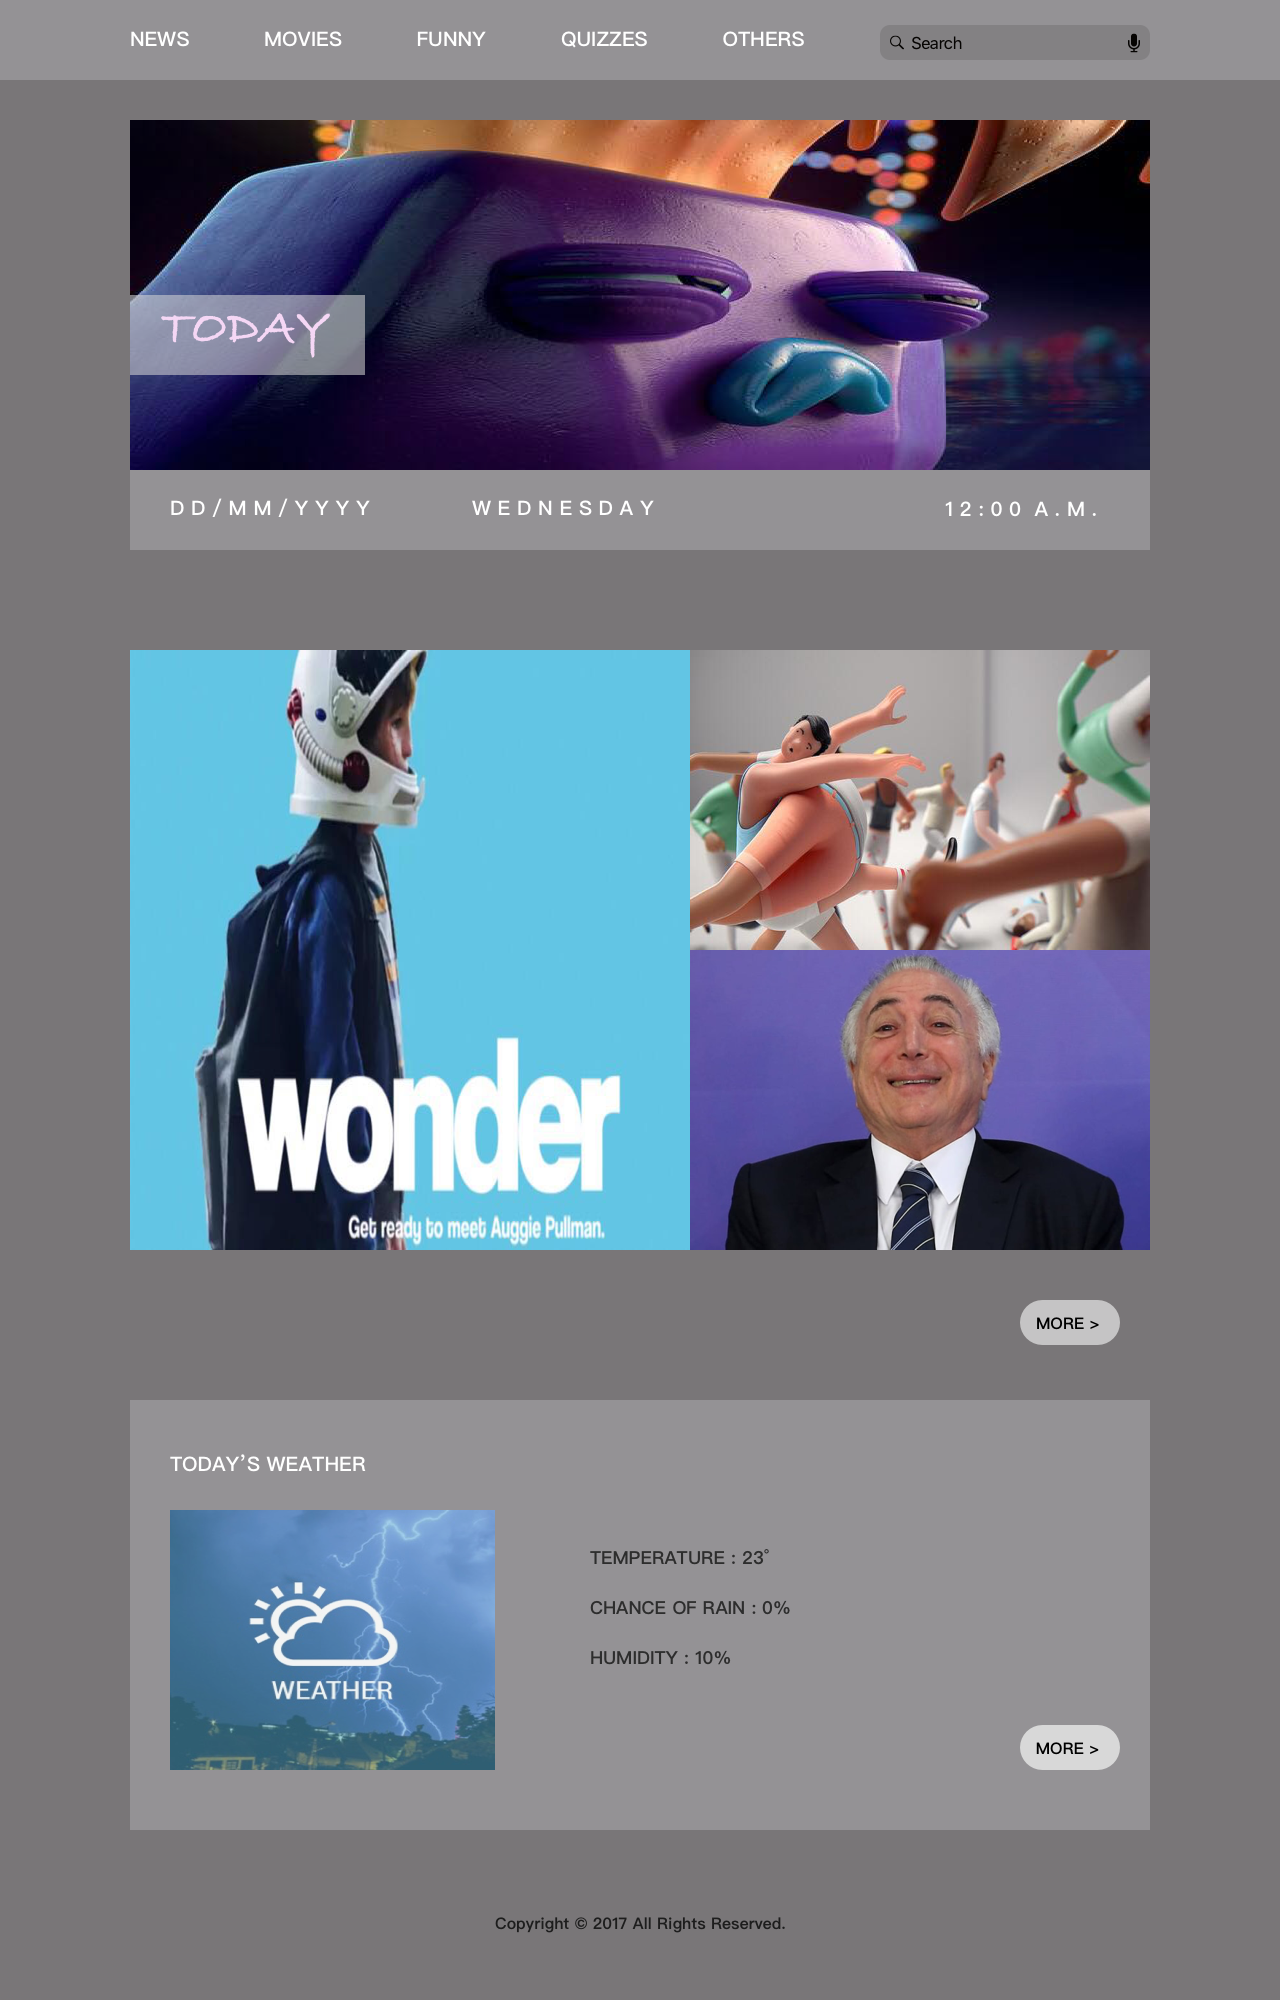 NEWS MOVIES FUNNY QUIZZES OTHERS Search
TODAY
DD/MM/YYYY WEDNESDAY 12:00 A.M.
wonder
Get ready to meet Auggie Pullman.
MORE >
TODAY’S WEATHER
WEATHER
TEMPERATURE : 23°
CHANCE OF RAIN : 0%
HUMIDITY : 10%
MORE >
Copyright © 2017 All Rights Reserved.